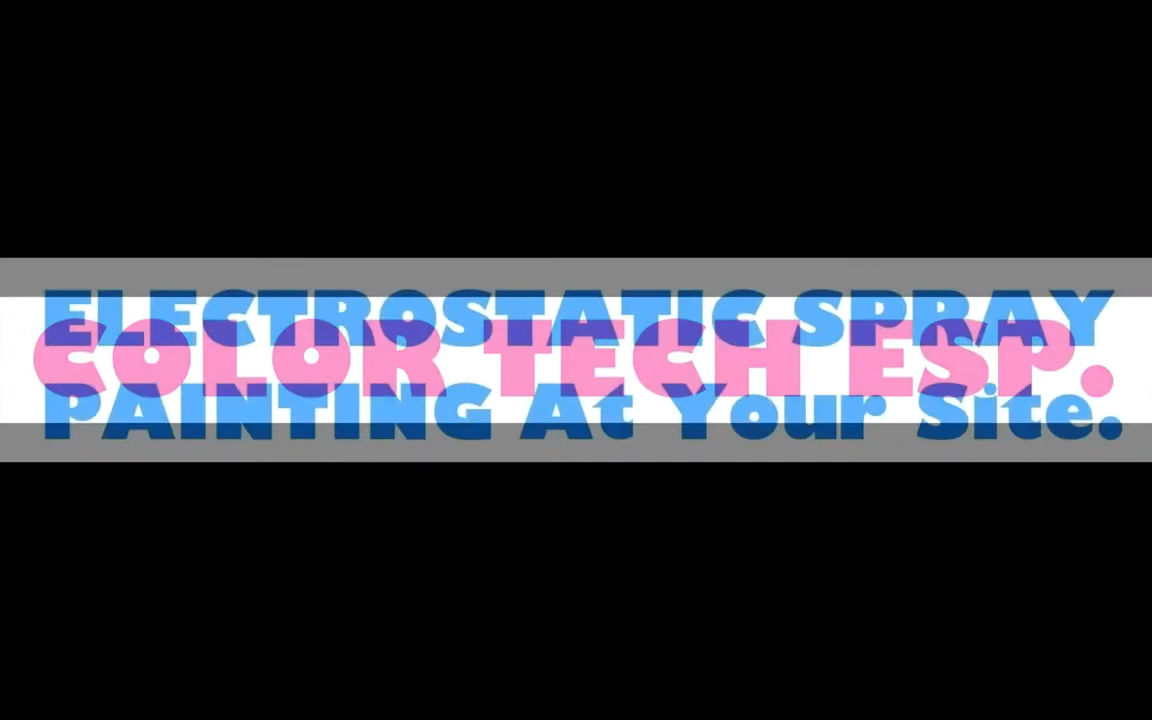 ELECTROSTATIC SPRAY
COLOR TECH ESP.
PAINTING At Your Site.